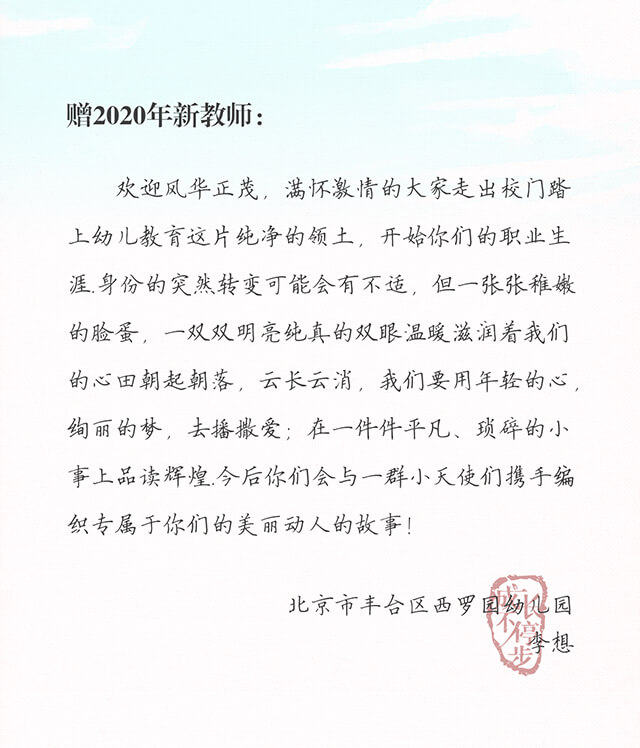 赠2020年新教师：
欢迎风华正茂，满怀激情的大家走出校门踏
上幼儿教育这片纯净的领土，开始你们的职业生
涯.身份的突然转变可能会有不适，但一张张稚嫩
的脸蛋，一双双明亮纯真的双眼温暖滋润着我们
的心田朝起朝落，云长云消，我们要用年轻的心，
绚丽的梦，去播撒爱；在一件件平凡、琐碎的小
事上品读辉煌.今后你们会与一群小天使们携手编
织专属于你们的美丽动人的故事！
北京市丰台区西罗园幼儿园
李想
成长不停步